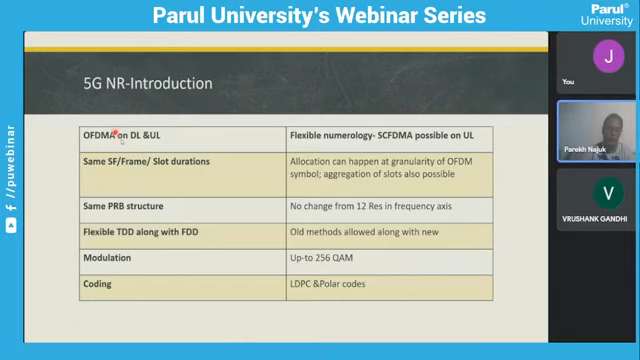 Parul University's Webinar Series
Parul®
University
5G NR-Introduction
OFDMA on DL &UL
Flexible numerology- SCFDMA possible on UL
Same SF/Frame/ Slot durations
Allocation can happen at granularity of OFDM
symbol; aggregation of slots also possible
Same PRB structure
No change from 12 Res in frequency axis
Flexible TDD along with FDD
Old methods allowed along with new
Modulation
Up-to 256 QAM
Coding
LDPC &Polar codes
J
You
Parekh Najuk
V
VRUSHANK GANDHI
/puwebinar